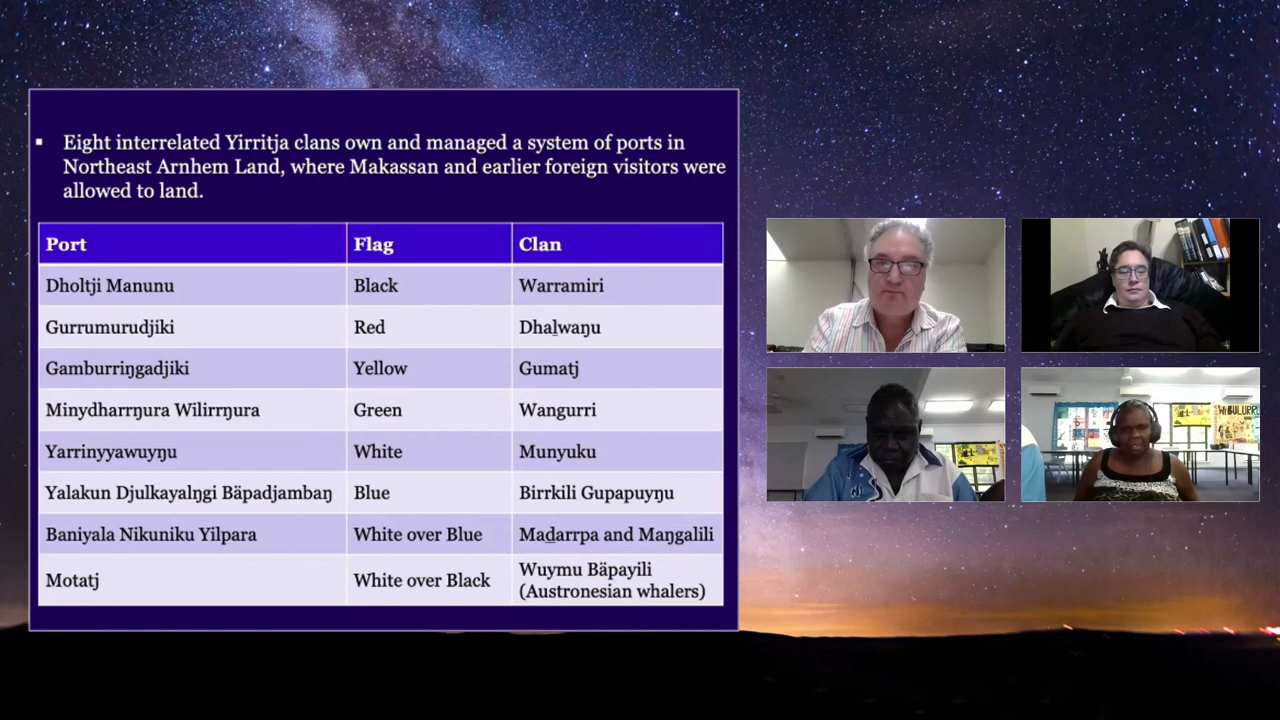 ▪ Eight interrelated Yirritja clans own and managed a system of ports in
Northeast Arnhem Land, where Makassan and earlier foreign visitors were
allowed to land.
Port Flag Clan
Dholtji Manunu Black Warramiri
Gurrumurudjiki Red Dhaḻwaŋu
Gamburriŋgadjiki Yellow Gumatj
Minydharrŋura Wilirrŋura Green Wangurri
Yarrinyyawuyŋu White Munyuku
Yalakun Djulkayalŋgi Bäpadjambaŋ Blue Birrkili Gupapuyŋu
Baniyala Nikuniku Yilpara White over Blue Maḏarrpa and Maŋgalili
Motatj White over Black Wuymu Bäpayili
(Austronesian whalers)